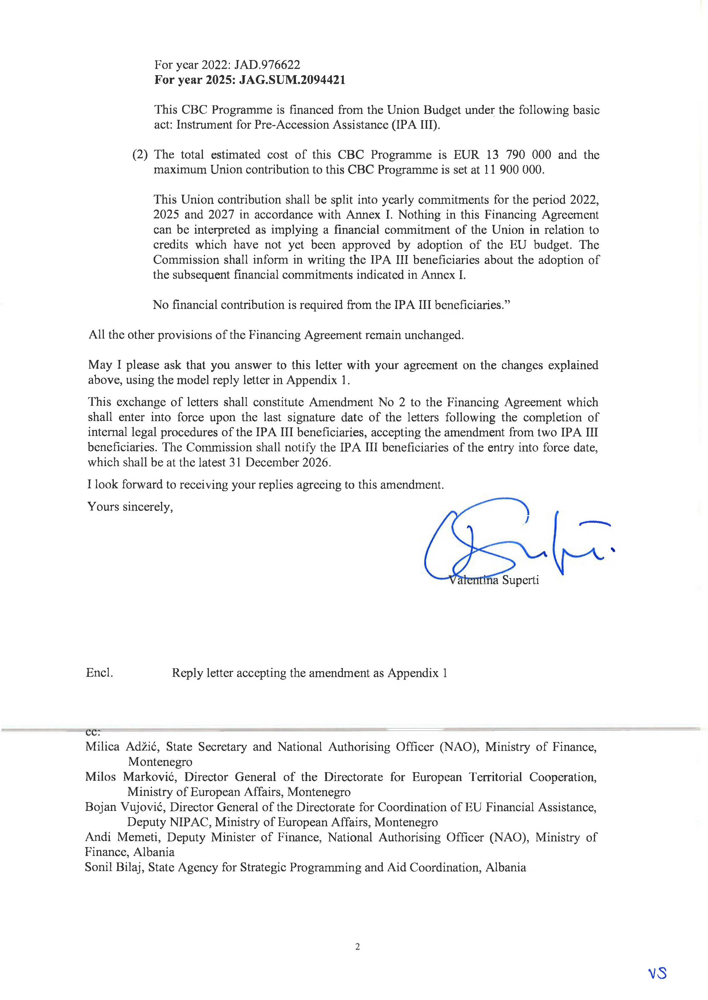 For year 2022: JAD.976622
For year 2025: JAG.SUM.2094421
This CBC Programme is financed from the Union Budget under the following basic
act: Instrument for Pre-Accession Assistance (IPA III).
(2) The total estimated cost of this CBC Programme is EUR 13 790 000 and the
maximum Union contribution to this CBC Programme is set at 11 900 000.
This Union contribution shall be split into yearly commitments for the period 2022,
2025 and 2027 in accordance with Annex I. Nothing in this Financing Agreement
can be interpreted as implying a financial commitment of the Union in relation to
credits which have not yet been approved by adoption of the EU budget. The
Commission shall inform in writing the IPA III beneficiaries about the adoption of
the subsequent financial commitments indicated in Annex I.
No financial contribution is required from the IPA III beneficiaries.”
All the other provisions of the Financing Agreement remain unchanged.
May I please ask that you answer to this letter with your agreement on the changes explained
above, using the model reply letter in Appendix 1.
This exchange of letters shall constitute Amendment No 2 to the Financing Agreement which
shall enter into force upon the last signature date of the letters following the completion of
internal legal procedures of the IPA III beneficiaries, accepting the amendment from two IPA III
beneficiaries. The Commission shall notify the IPA III beneficiaries of the entry into force date,
which shall be at the latest 31 December 2026.
I look forward to receiving your replies agreeing to this amendment.
Yours sincerely,
Valentina Superti
Encl. Reply letter accepting the amendment as Appendix 1
cc:
Milica Adžić, State Secretary and National Authorising Officer (NAO), Ministry of Finance,
Montenegro
Milos Marković, Director General of the Directorate for European Territorial Cooperation,
Ministry of European Affairs, Montenegro
Bojan Vujović, Director General of the Directorate for Coordination of EU Financial Assistance,
Deputy NIPAC, Ministry of European Affairs, Montenegro
Andi Memeti, Deputy Minister of Finance, National Authorising Officer (NAO), Ministry of
Finance, Albania
Sonil Bilaj, State Agency for Strategic Programming and Aid Coordination, Albania
2
VS